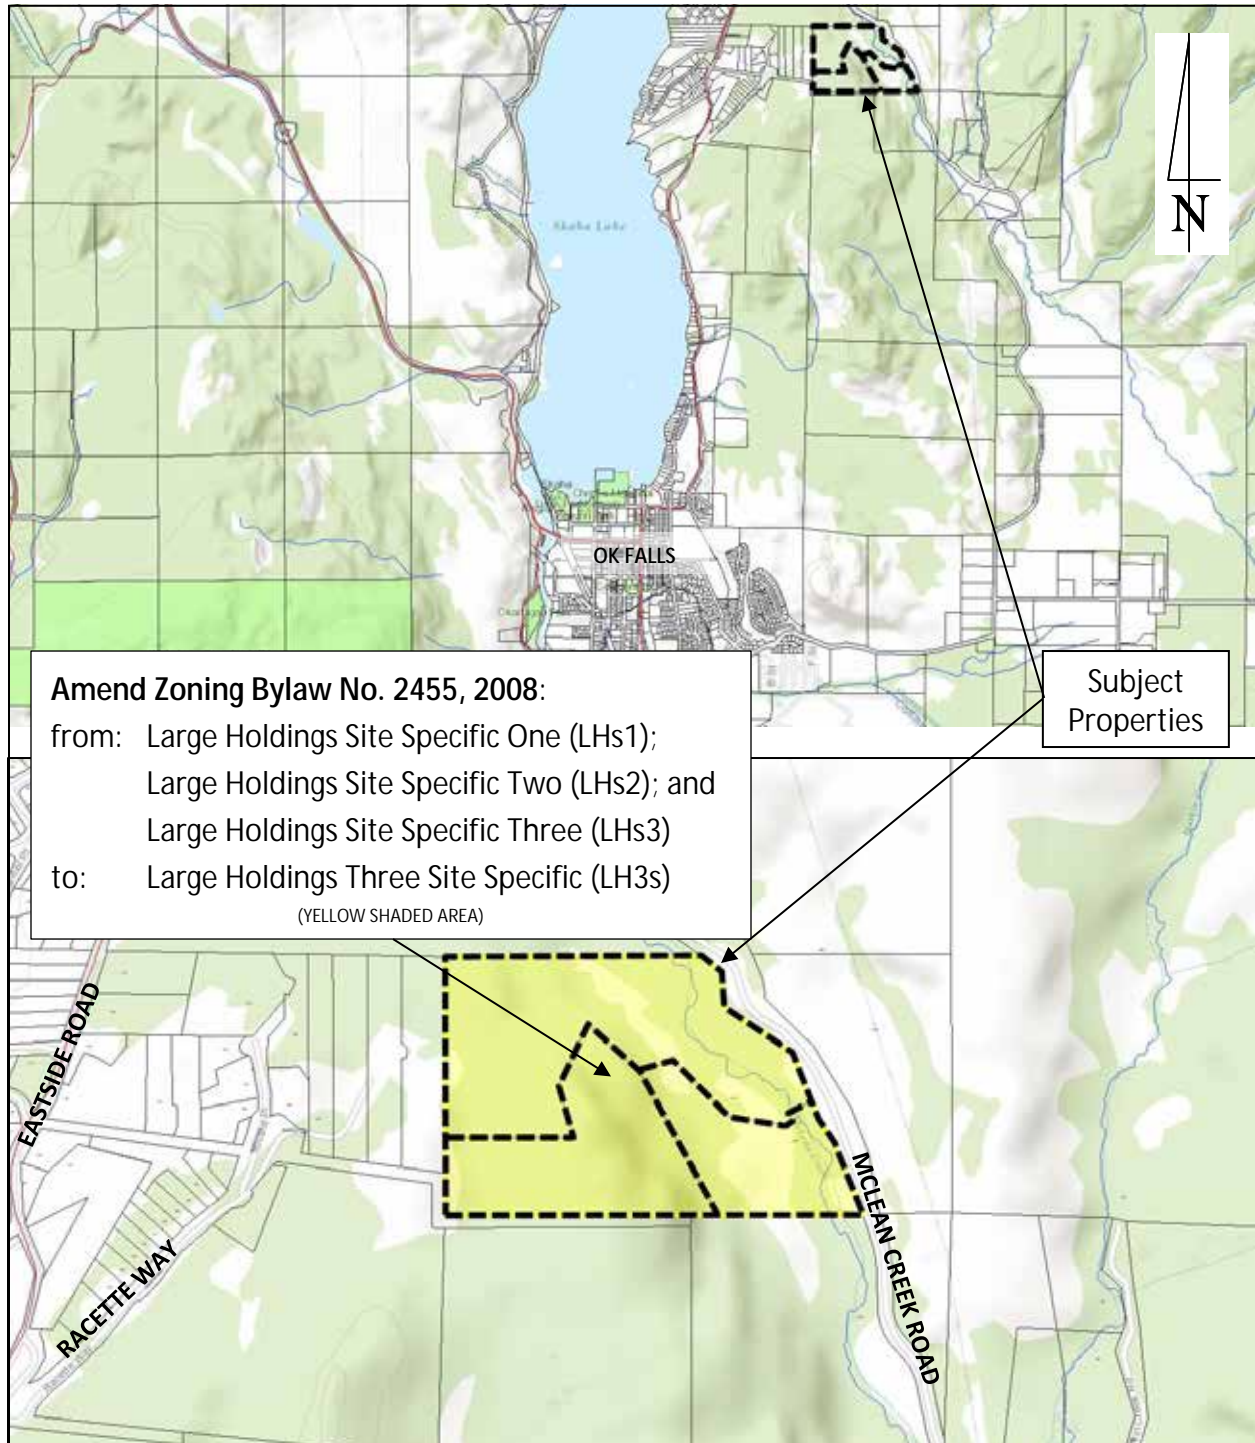 N
Skaha Lake
OK FALLS
Amend Zoning Bylaw No. 2455, 2008:
from: Large Holdings Site Specific One (LHs1);
Large Holdings Site Specific Two (LHs2); and
Large Holdings Site Specific Three (LHs3)
to: Large Holdings Three Site Specific (LH3s)
(YELLOW SHADED AREA)
Subject
Properties
EASTSIDE ROAD
RACETTE WAY
MCLEAN CREEK ROAD